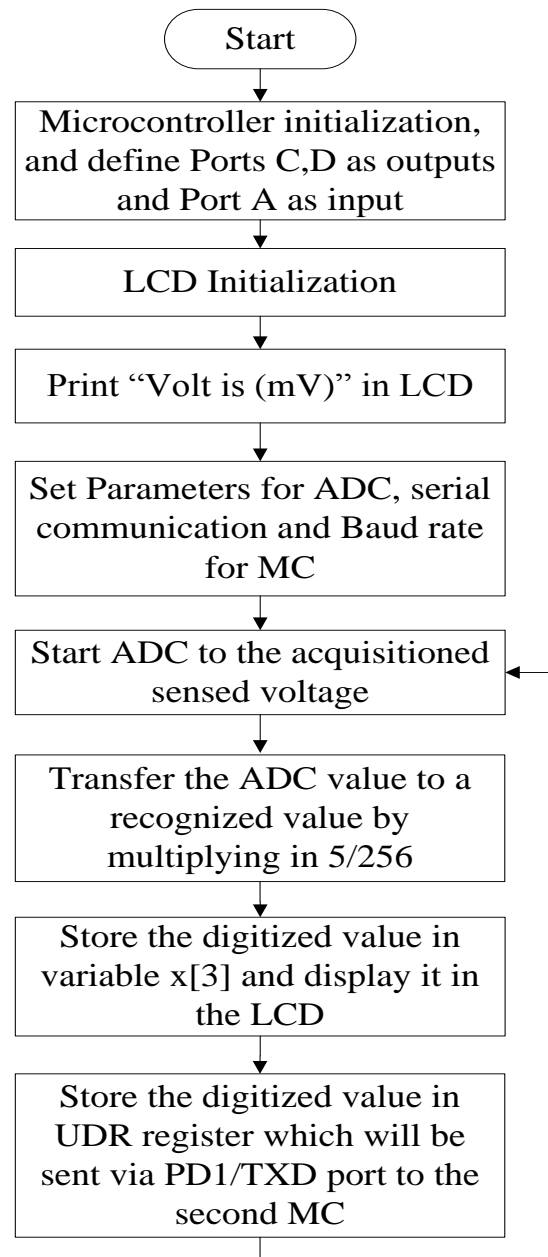 Start
Microcontroller initialization,
and define Ports C,D as outputs
and Port A as input
LCD Initialization
Print “Volt is (mV)” in LCD
Set Parameters for ADC, serial
communication and Baud rate
for MC
Start ADC to the acquisitioned
sensed voltage
Transfer the ADC value to a
recognized value by
multiplying in 5/256
Store the digitized value in
variable x[3] and display it in
the LCD
Store the digitized value in
UDR register which will be
sent via PD1/TXD port to the
second MC